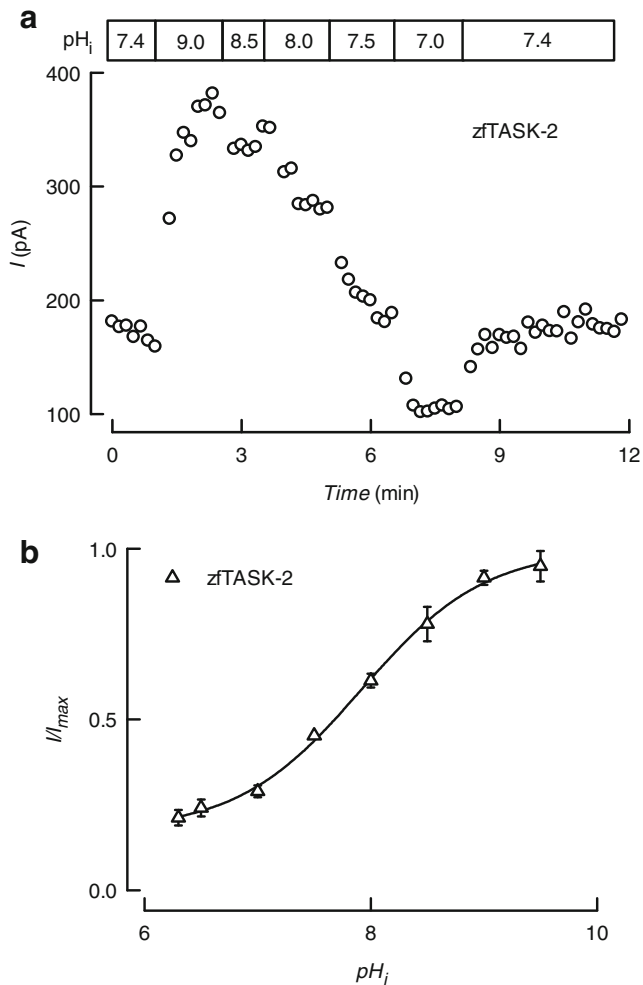 a
pHi 7.4 9.0 8.5 8.0 7.5 7.0 7.4
400
zfTASK-2
300
I (pA)
200
100
0 3 6 9 12
Time (min)
b
1.0
zfTASK-2
I/Imax
0.5
0.0
6 8 10
pHi